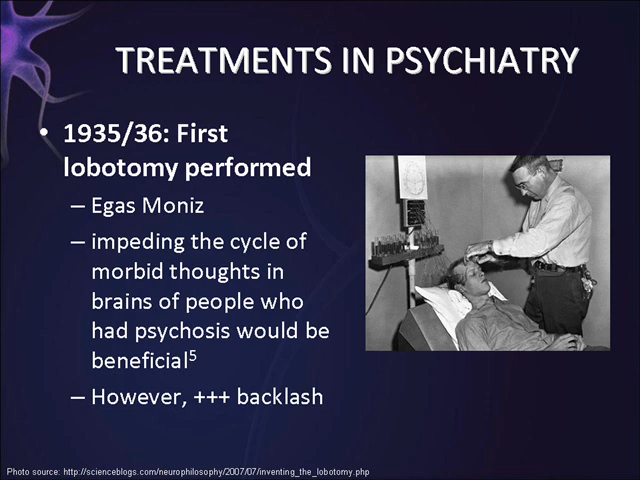 TREATMENTS IN PSYCHIATRY
• 1935/36: First
lobotomy performed
– Egas Moniz
– impeding the cycle of
morbid thoughts in
brains of people who
had psychosis would be
beneficial⁵
– However, +++ backlash
Photo source: http://scienceblogs.com/neurophilosophy/2007/07/inventing_the_lobotomy.php